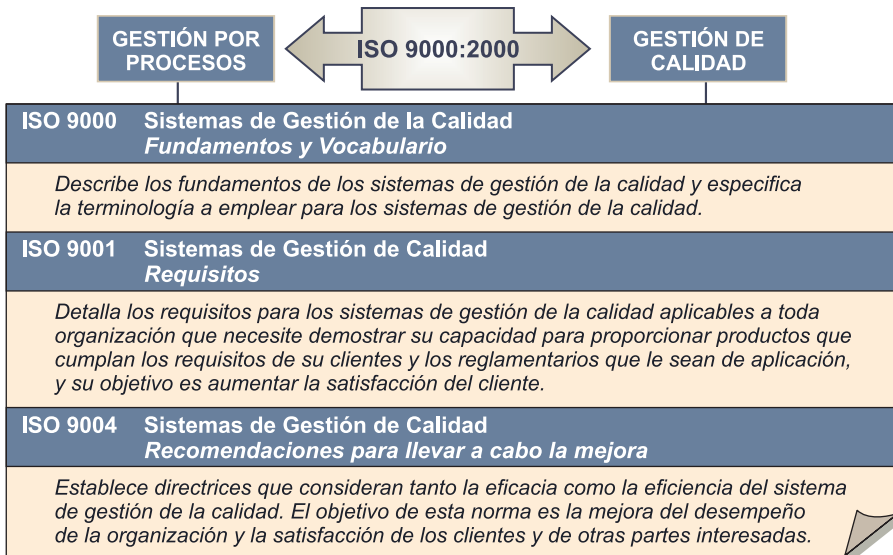 GESTIÓN POR
PROCESOS
ISO 9000:2000
GESTIÓN DE
CALIDAD
ISO 9000 Sistemas de Gestión de la Calidad
Fundamentos y Vocabulario
Describe los fundamentos de los sistemas de gestión de la calidad y especifica
la terminología a emplear para los sistemas de gestión de la calidad.
ISO 9001 Sistemas de Gestión de Calidad
Requisitos
Detalla los requisitos para los sistemas de gestión de la calidad aplicables a toda
organización que necesite demostrar su capacidad para proporcionar productos que
cumplan los requisitos de su clientes y los reglamentarios que le sean de aplicación,
y su objetivo es aumentar la satisfacción del cliente.
ISO 9004 Sistemas de Gestión de Calidad
Recomendaciones para llevar a cabo la mejora
Establece directrices que consideran tanto la eficacia como la eficiencia del sistema
de gestión de la calidad. El objetivo de esta norma es la mejora del desempeño
de la organización y la satisfacción de los clientes y de otras partes interesadas.